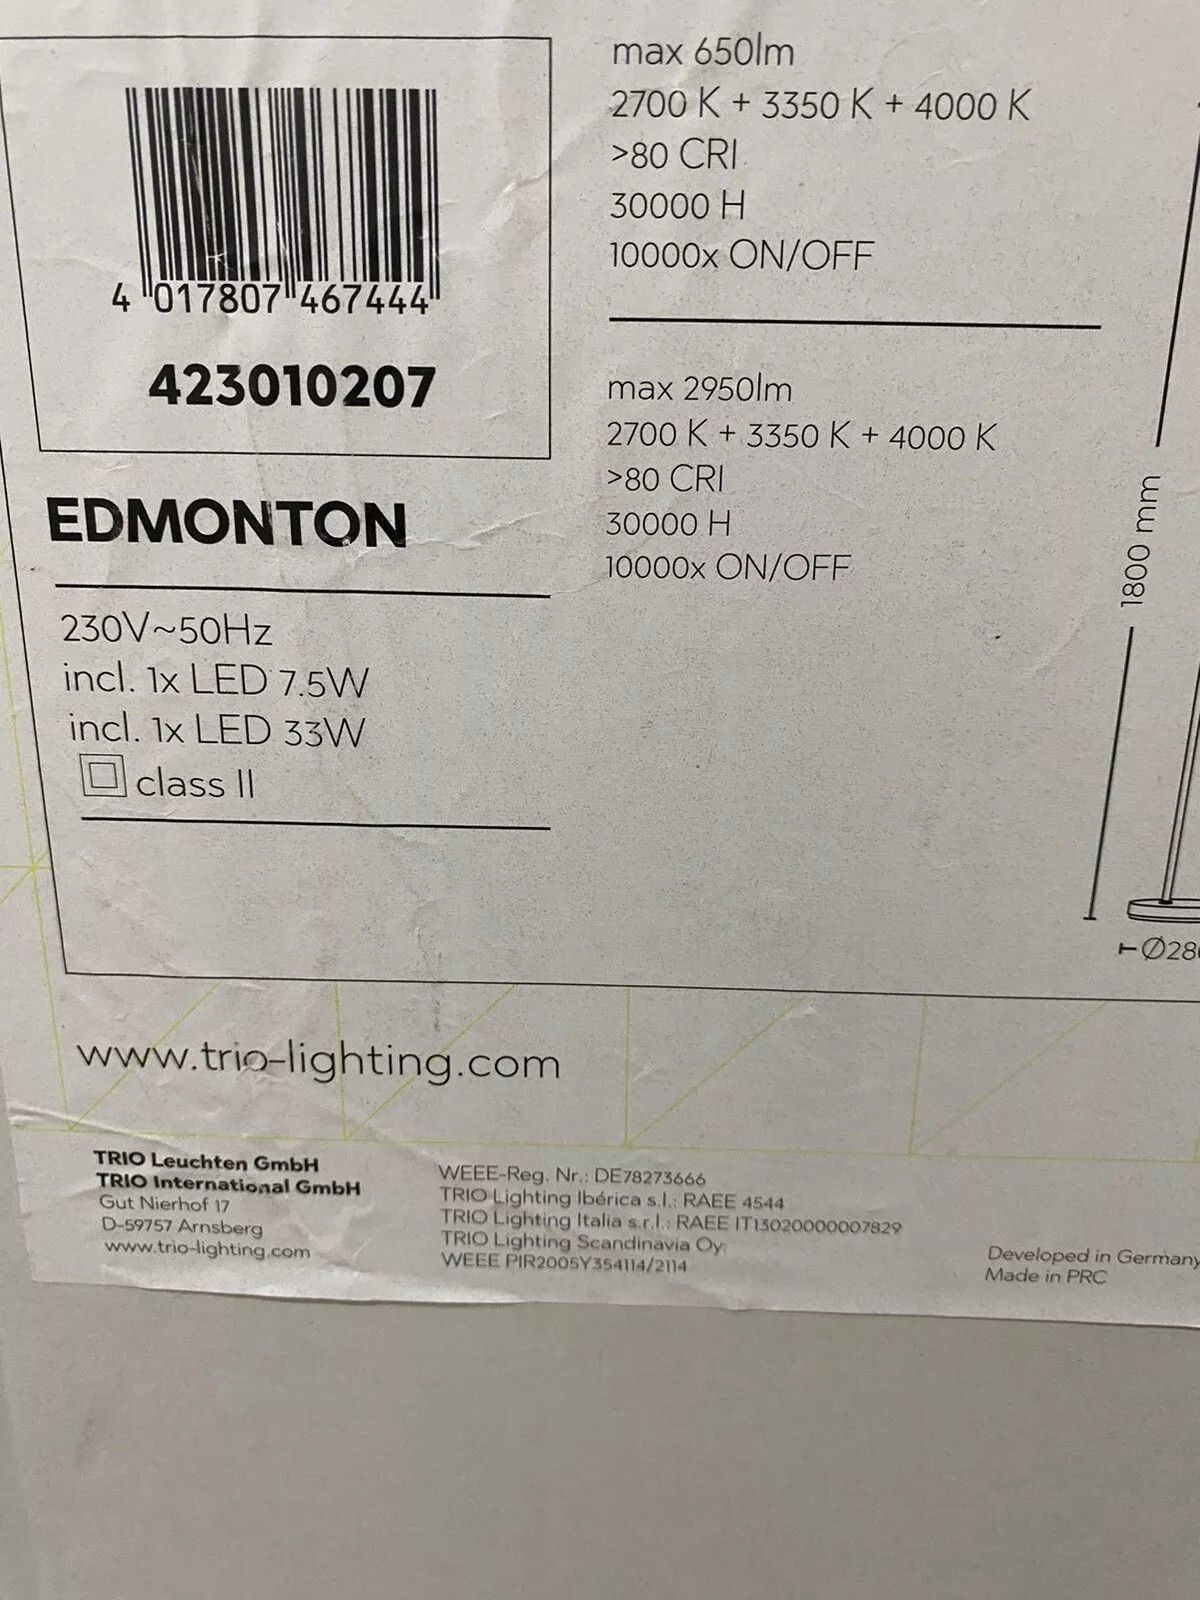 4 017807 467444
423010207
EDMONTON
230V~50Hz
incl. 1x LED 7.5W
incl. 1x LED 33W
class II
max 650lm
2700 K + 3350 K + 4000 K
>80 CRI
30000 H
10000x ON/OFF
max 2950lm
2700 K + 3350 K + 4000 K
>80 CRI
30000 H
10000x ON/OFF
1800 mm
Ø28
www.trio-lighting.com
TRIO Leuchten GmbH
TRIO International GmbH
Gut Nierhof 17
D-59757 Arnsberg
www.trio-lighting.com
WEEE-Reg. Nr.: DE78273666
TRIO Lighting Ibérica s.l.: RAEE 4544
TRIO Lighting Italia s.r.l.: RAEE IT13020000007829
TRIO Lighting Scandinavia Oy:
WEEE PIR2005Y354114/2114
Developed in Germany
Made in PRC